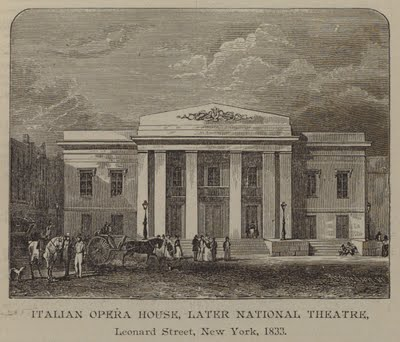 ITALIAN OPERA HOUSE, LATER NATIONAL THEATRE,
Leonard Street, New York, 1833.